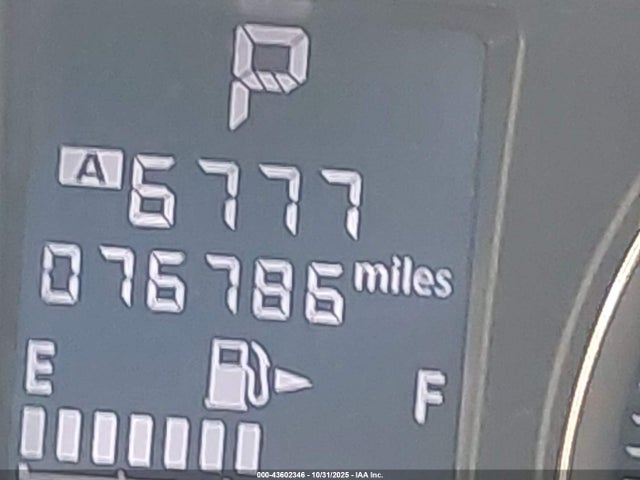 P
A 6777
076786 miles
E F
000-43602346 - 10/31/2025 - IAA Inc.